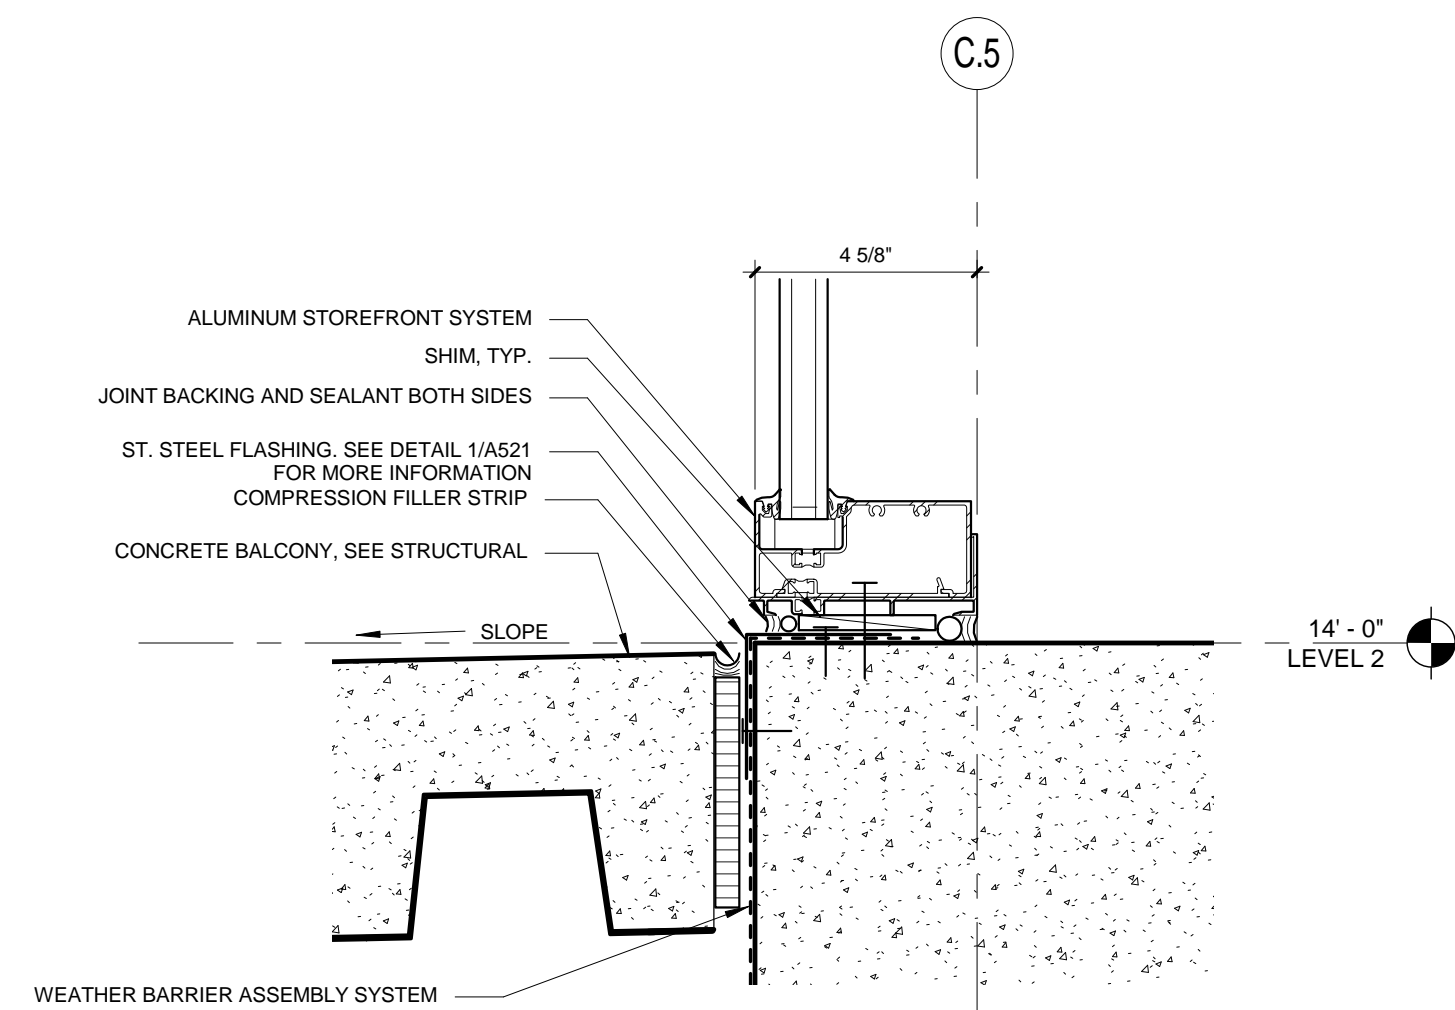 C.5
4 5/8"
ALUMINUM STOREFRONT SYSTEM
SHIM, TYP.
JOINT BACKING AND SEALANT BOTH SIDES
ST. STEEL FLASHING. SEE DETAIL 1/A521
FOR MORE INFORMATION
COMPRESSION FILLER STRIP
CONCRETE BALCONY, SEE STRUCTURAL
SLOPE
14' - 0"
LEVEL 2
WEATHER BARRIER ASSEMBLY SYSTEM